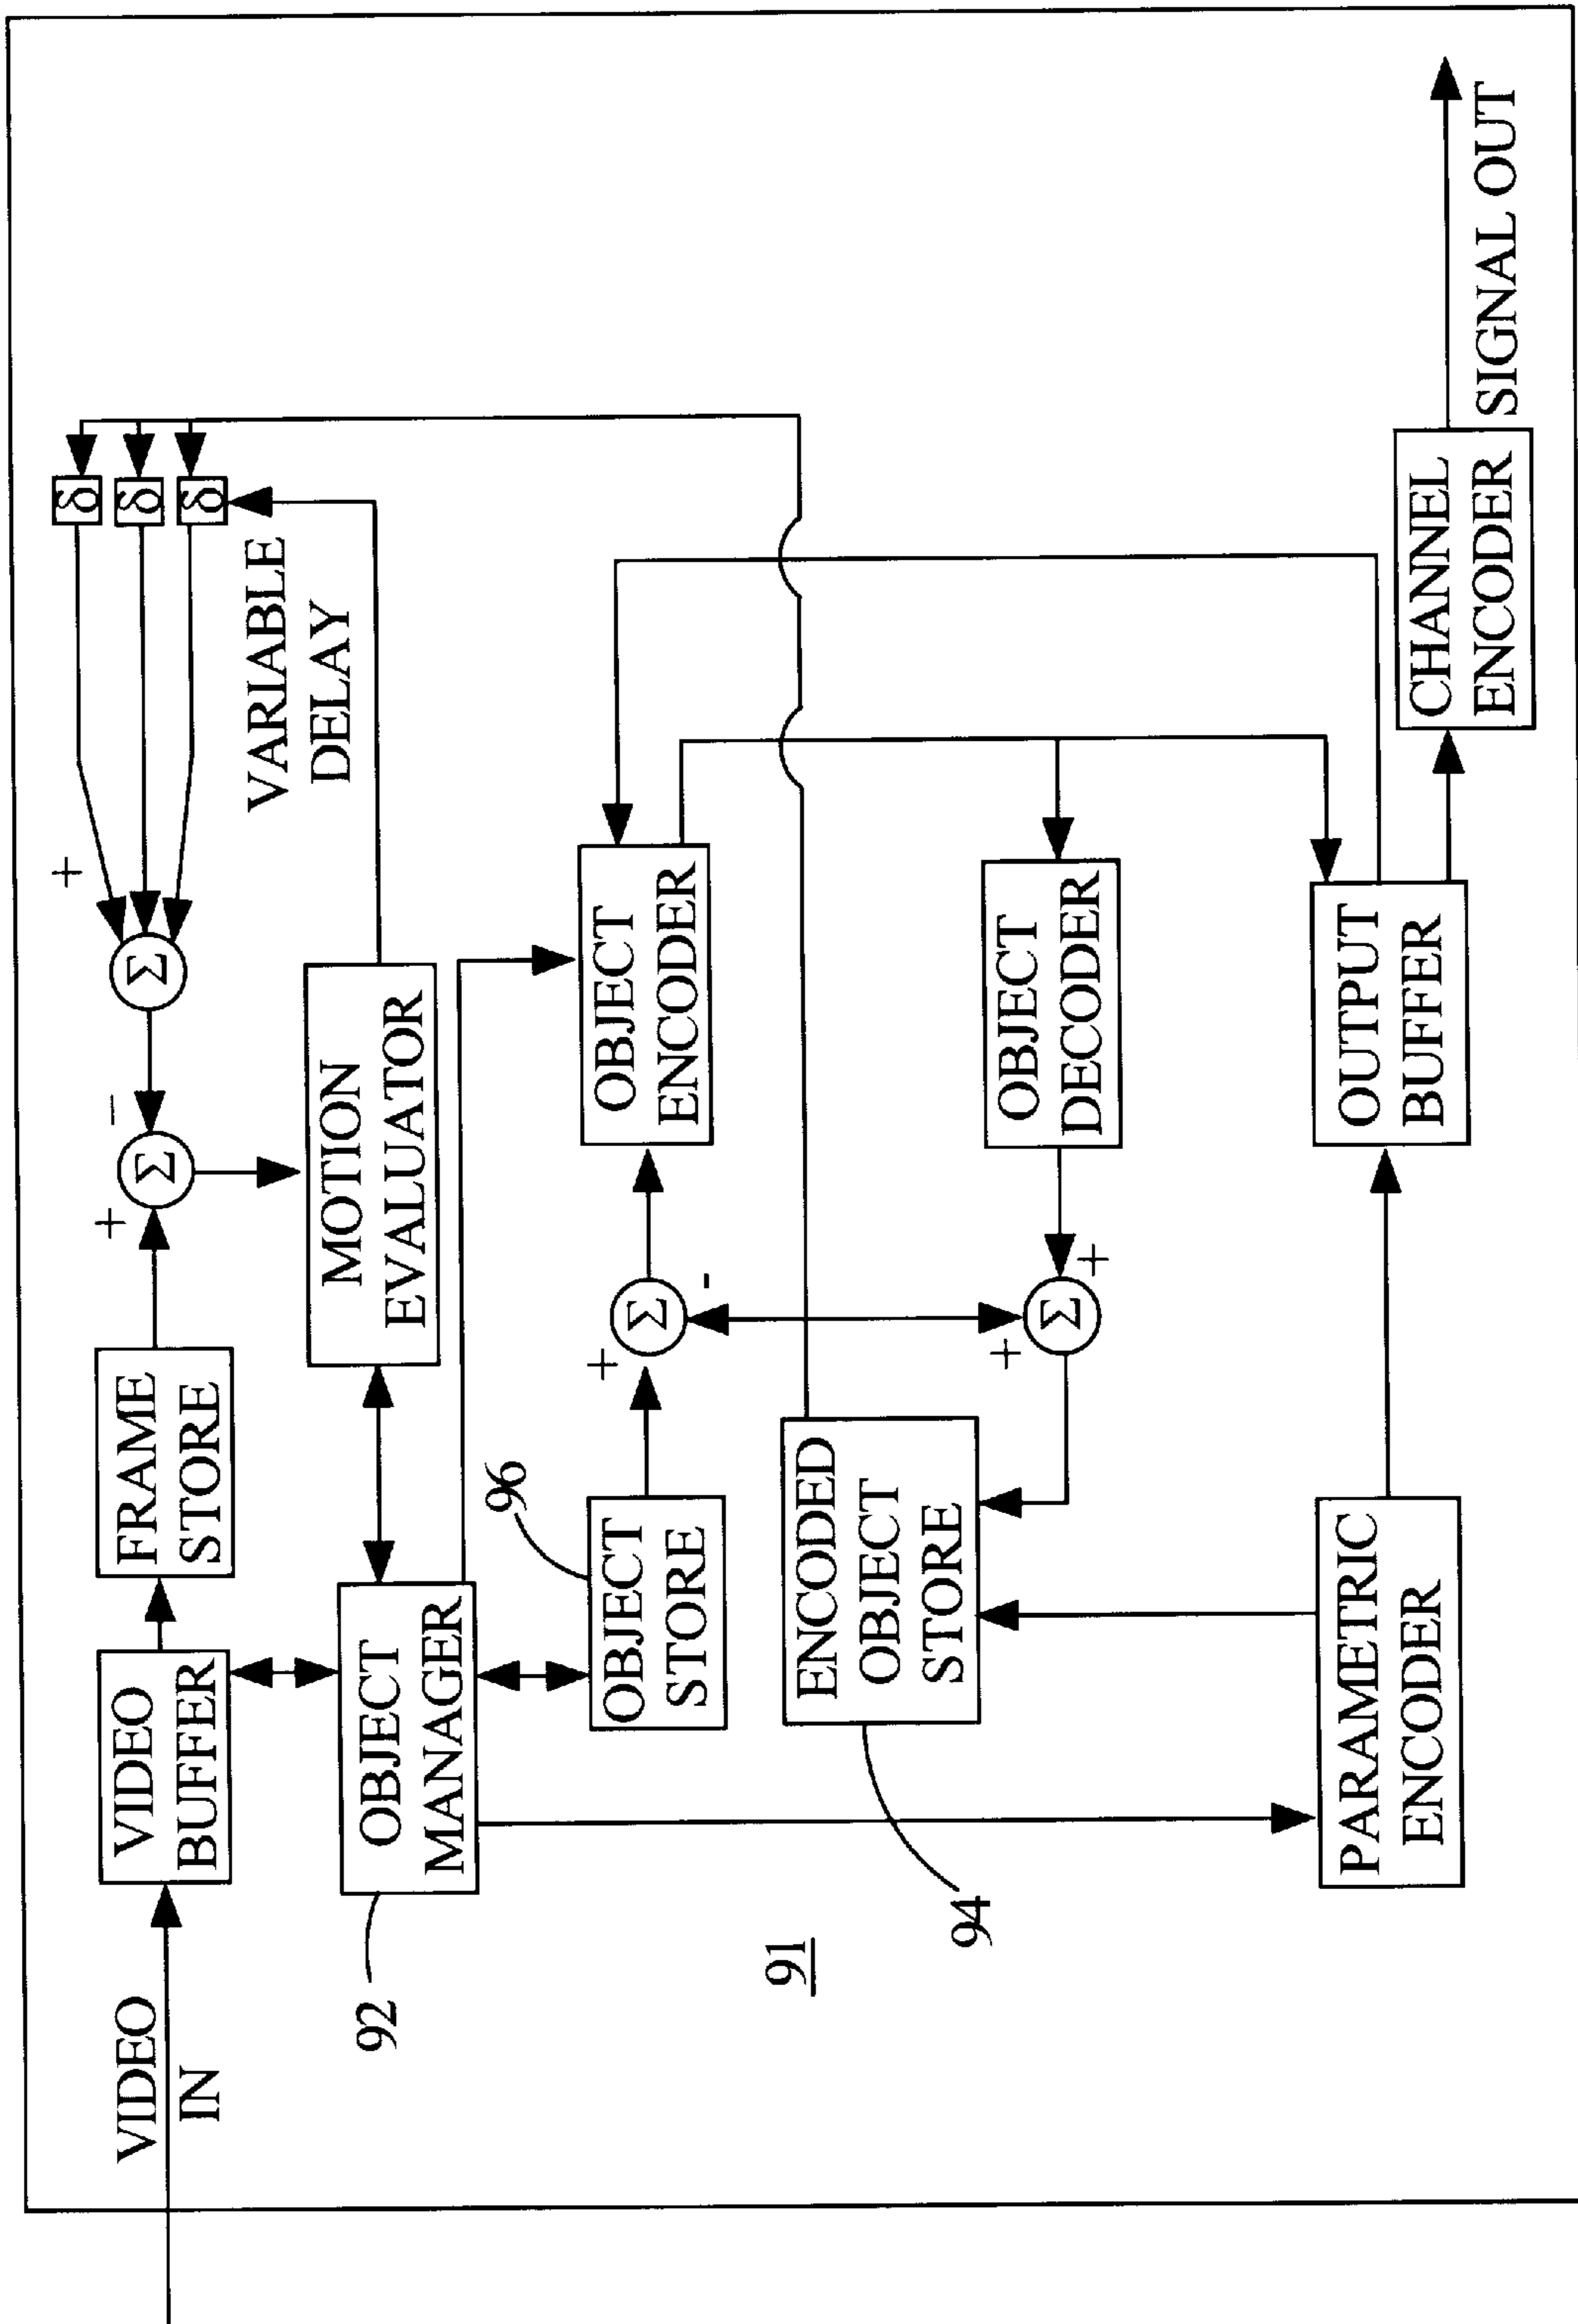 VIDEO
IN
VIDEO
BUFFER
FRAME
STORE
+
Σ
−
Σ
+
δ
δ
δ
VARIABLE
DELAY
92
OBJECT
MANAGER
MOTION
EVALUATOR
96
OBJECT
STORE
+
Σ
-
OBJECT
ENCODER
91
94
ENCODED
OBJECT
STORE
+
Σ
+
OBJECT
DECODER
PARAMETRIC
ENCODER
OUTPUT
BUFFER
CHANNEL
ENCODER
SIGNAL OUT